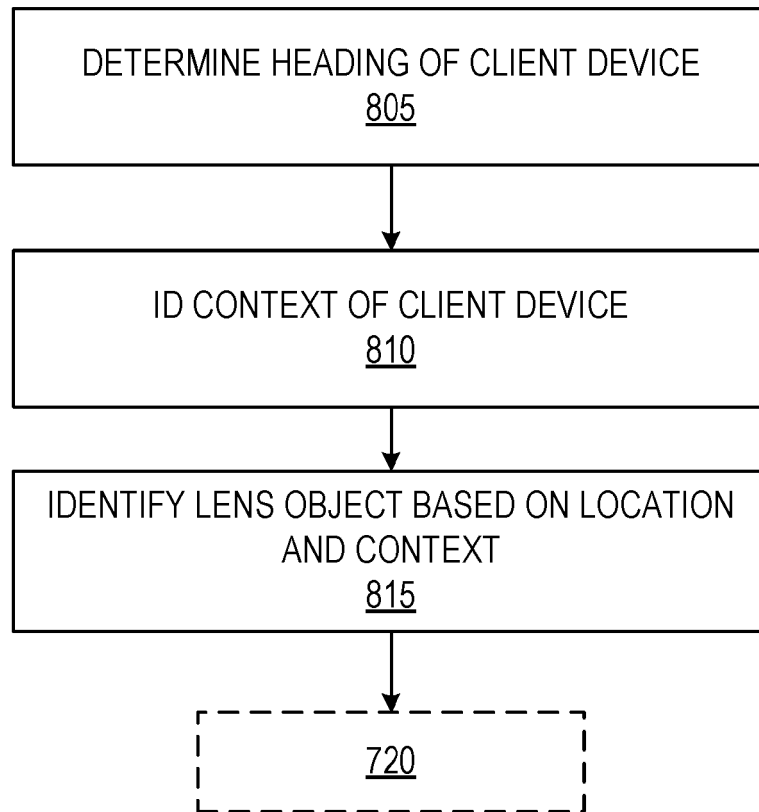 DETERMINE HEADING OF CLIENT DEVICE
805
ID CONTEXT OF CLIENT DEVICE
810
IDENTIFY LENS OBJECT BASED ON LOCATION
AND CONTEXT
815
720